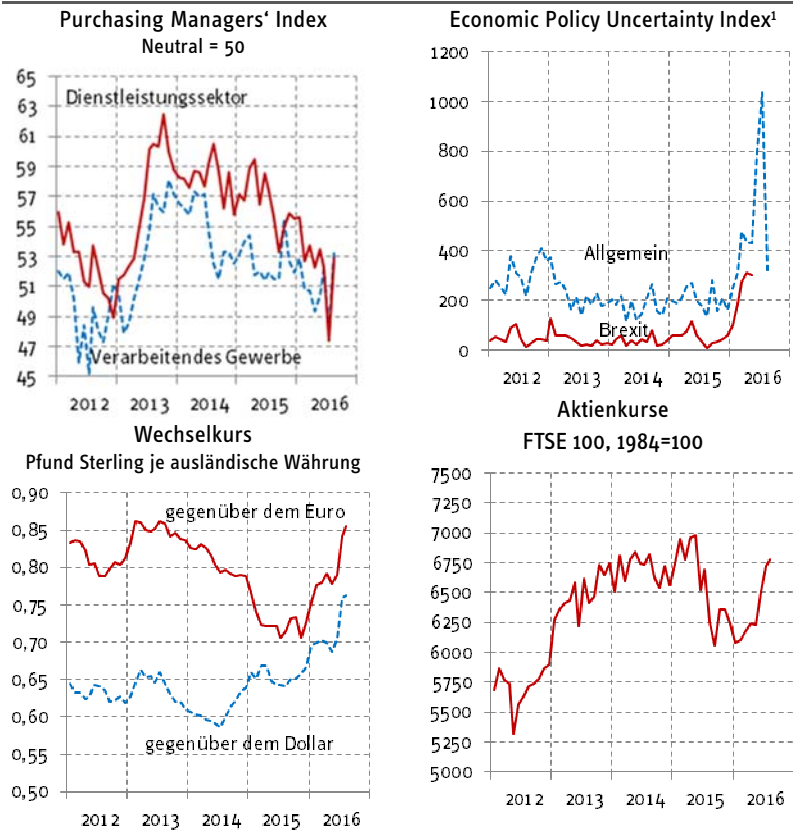 Purchasing Managers‘ Index
Neutral = 50
65
63
61
59
57
55
53
51
49
47
45
Dienstleistungssektor
Verarbeitendes Gewerbe
2012 2013 2014 2015 2016
Economic Policy Uncertainty Index¹
1200
1000
800
600
400
200
0
Allgemein
Brexit
2012 2013 2014 2015 2016
Wechselkurs
Pfund Sterling je ausländische Währung
0,90
0,85
0,80
0,75
0,70
0,65
0,60
0,55
0,50
gegenüber dem Euro
gegenüber dem Dollar
2012 2013 2014 2015 2016
Aktienkurse
FTSE 100, 1984=100
7500
7250
7000
6750
6500
6250
6000
5750
5500
5250
5000
2012 2013 2014 2015 2016